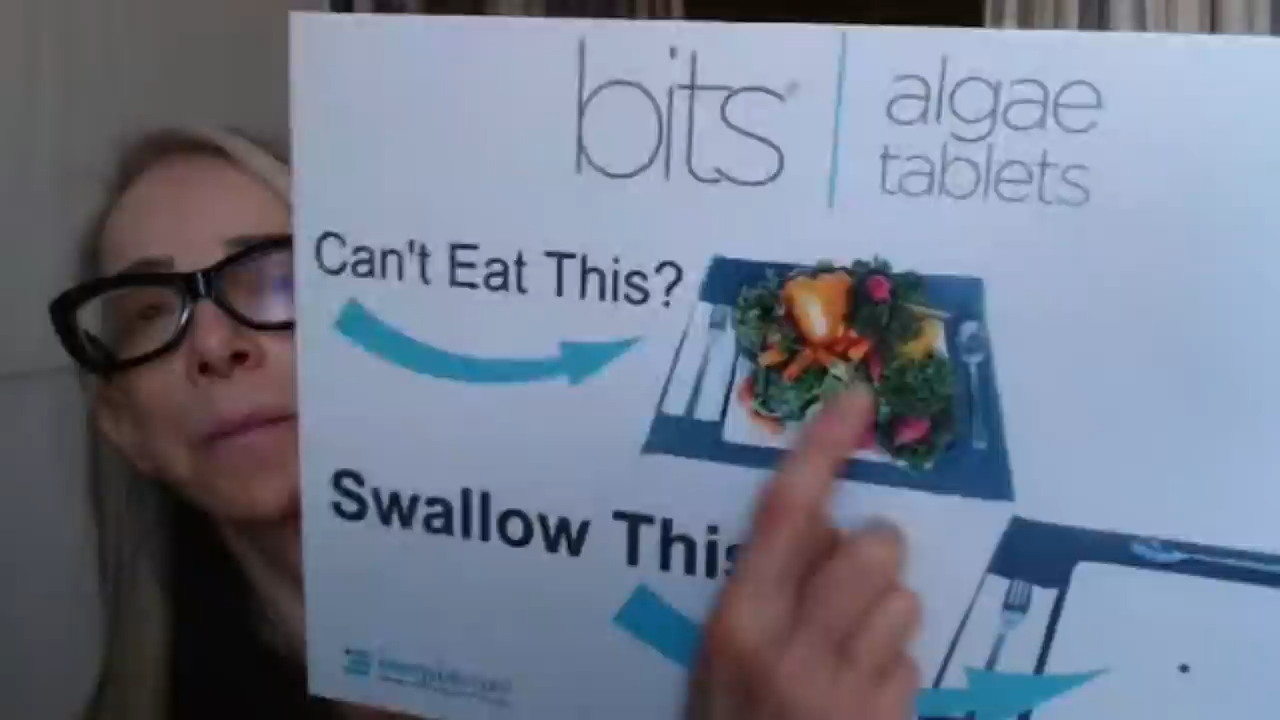 bits®
algae
tablets
Can't Eat This?
Swallow This